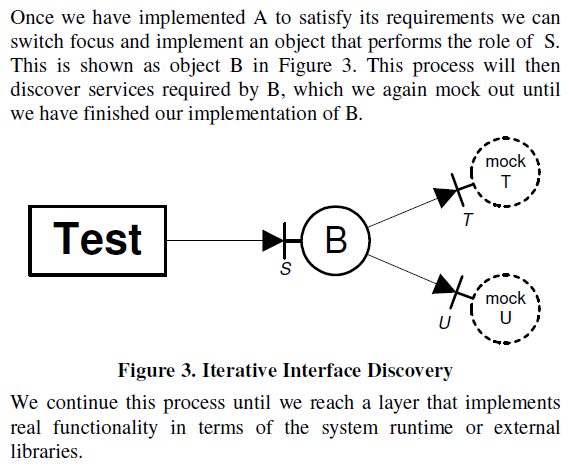 Once we have implemented A to satisfy its requirements we can
switch focus and implement an object that performs the role of S.
This is shown as object B in Figure 3. This process will then
discover services required by B, which we again mock out until
we have finished our implementation of B.
mock
T
T
Test
B
S
mock
U
U
Figure 3. Iterative Interface Discovery
We continue this process until we reach a layer that implements
real functionality in terms of the system runtime or external
libraries.